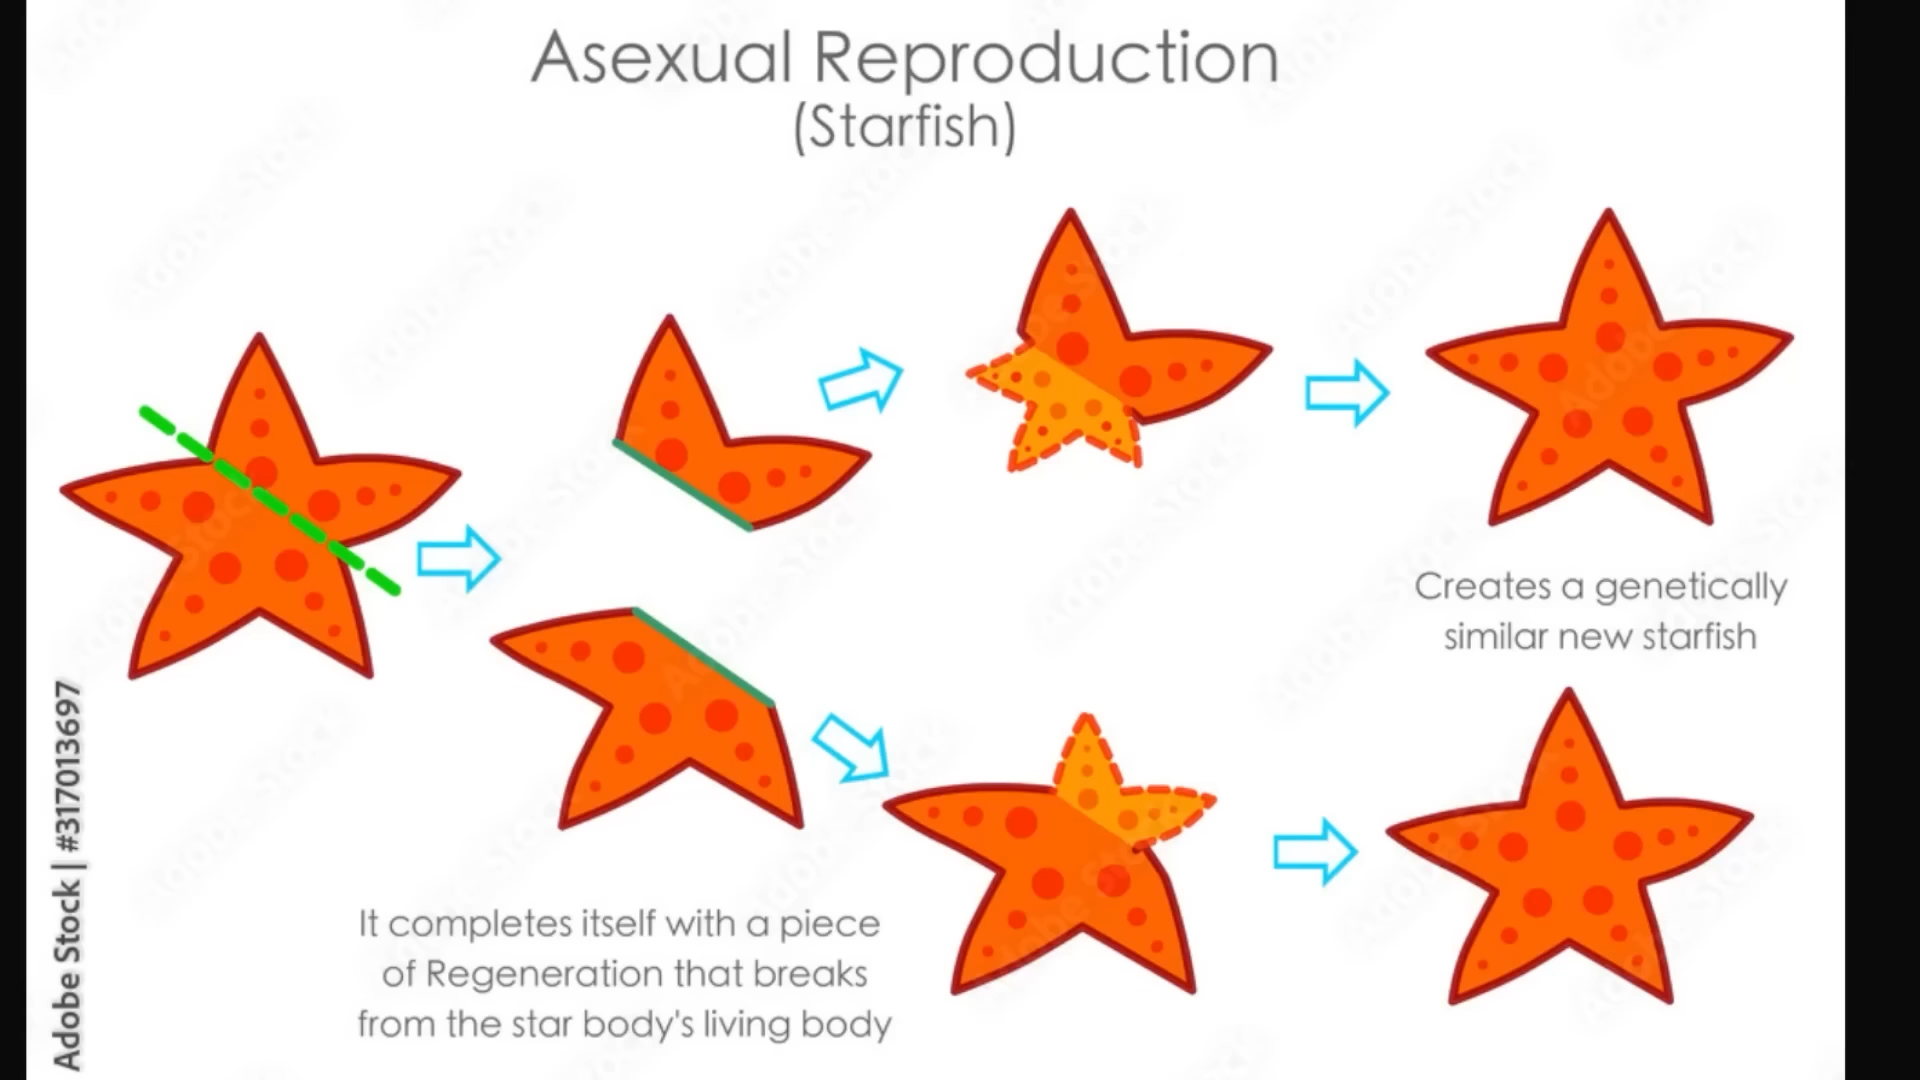 Asexual Reproduction
(Starfish)
Creates a genetically
similar new starfish
It completes itself with a piece
of Regeneration that breaks
from the star body's living body
Adobe Stock | #317013697